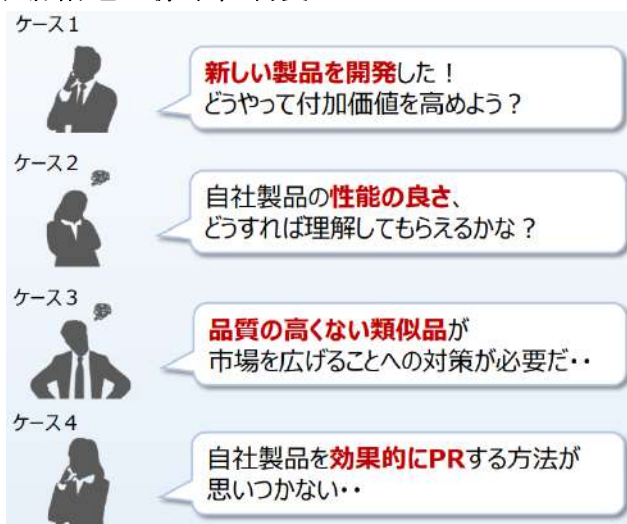 ケース1
新しい製品を開発した！
どうやって付加価値を高めよう？
ケース2
自社製品の性能の良さ、
どうすれば理解してもらえるかな？
ケース3
品質の高くない類似品が
市場を広げることへの対策が必要だ・・
ケース4
自社製品を効果的にPRする方法が
思いつかない・・